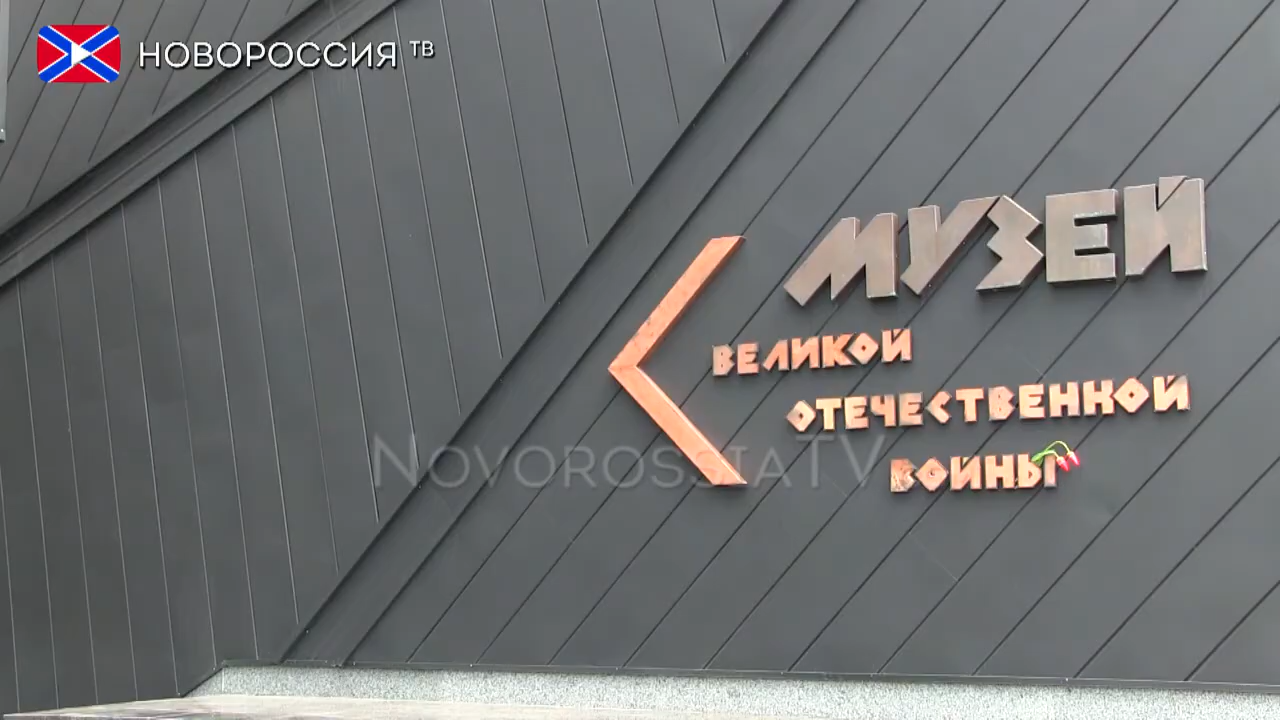 НОВОРОССИЯ ТВ
МУЗЕЙ
ВЕЛИКОЙ
ОТЕЧЕСТВЕННОЙ
ВОЙНЫ
NOVOROSSIATV